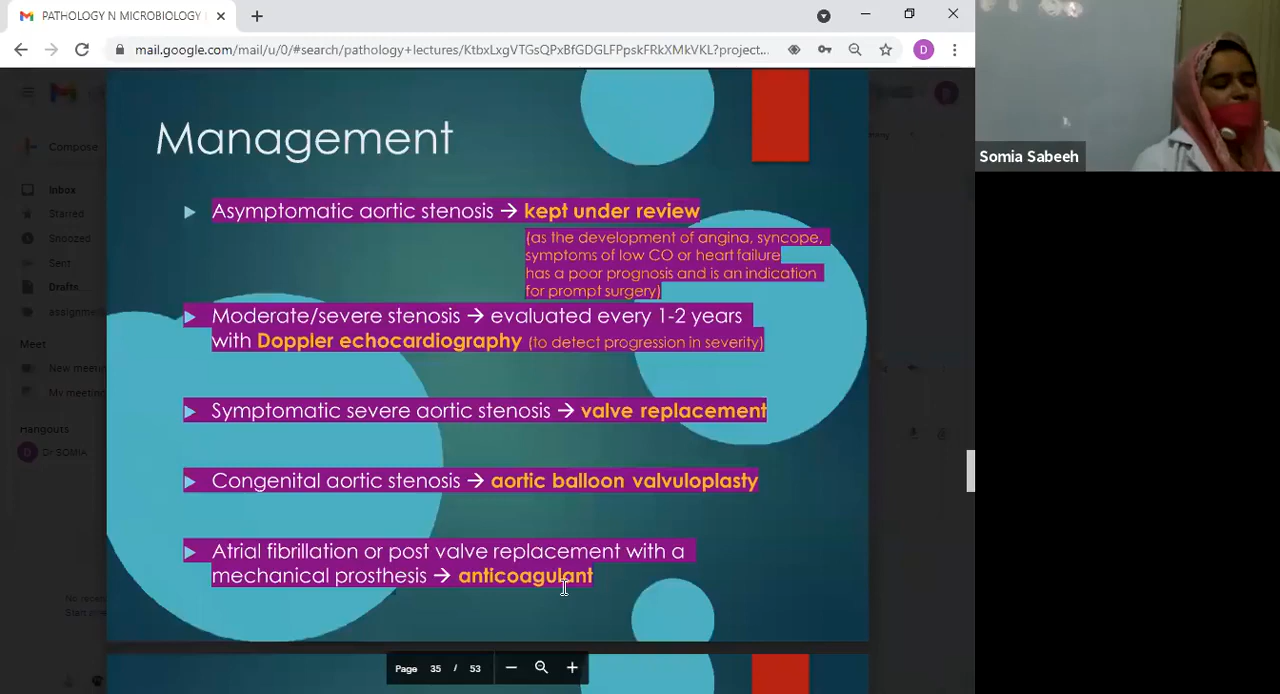 PATHOLOGY N MICROBIOLOGY
mail.google.com/mail/u/0/#search/pathology+lectures/KtbxLxgVTGsQPxBfGDGLFPpskFRkXMkVKL?project...
D
Somia Sabeeh
Management
Asymptomatic aortic stenosis → kept under review
(as the development of angina, syncope,
symptoms of low CO or heart failure
has a poor prognosis and is an indication
for prompt surgery)
Moderate/severe stenosis → evaluated every 1-2 years
with Doppler echocardiography (to detect progression in severity)
Symptomatic severe aortic stenosis → valve replacement
Congenital aortic stenosis → aortic balloon valvuloplasty
Atrial fibrillation or post valve replacement with a
mechanical prosthesis → anticoagulant
Compose
Inbox
Starred
Snoozed
Sent
Drafts
Meet
New meeting
My meeting
Hangouts
D
Dr SOMIA
Page 35 / 53